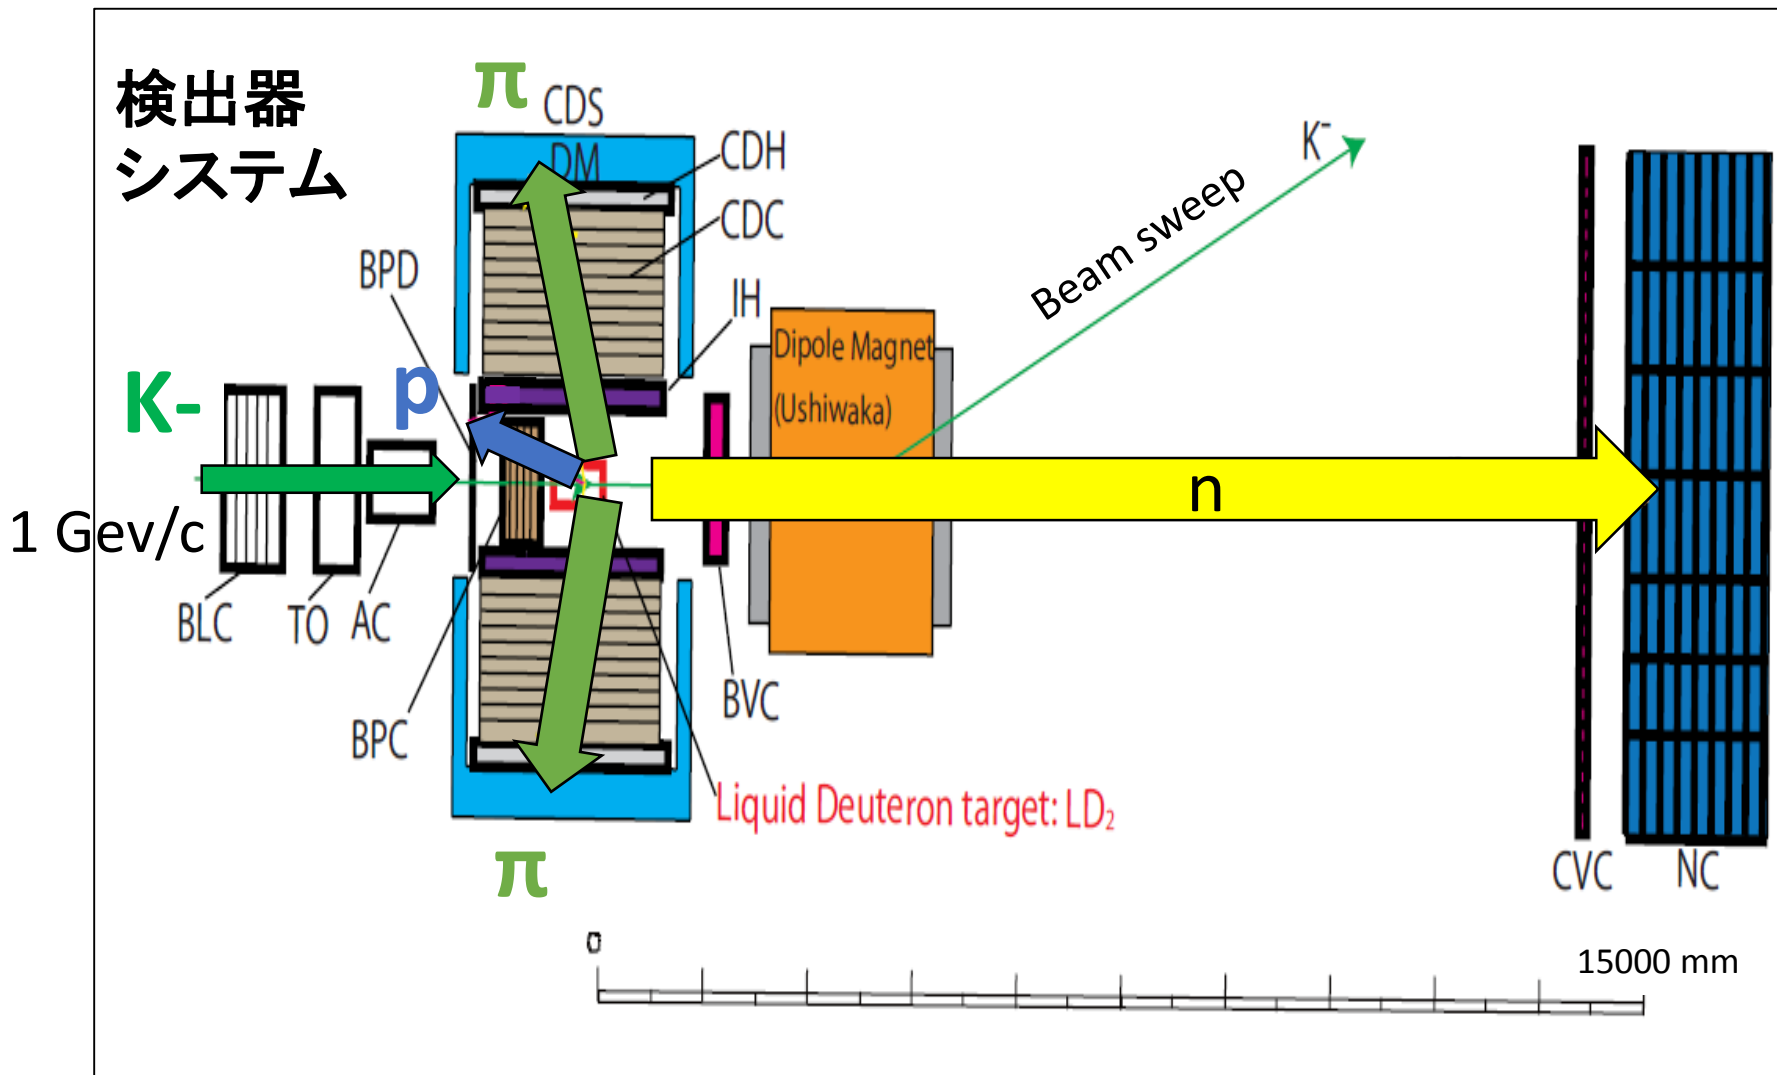 検出器
システム
π
CDS
DM
CDH
CDC
BPD
IH
K-
p
Dipole Magnet
(Ushiwaka)
K-
Beam sweep
n
1 Gev/c
BLC
TO
AC
BPC
BVC
Liquid Deuteron target: LD2
π
CVC
NC
0
15000 mm